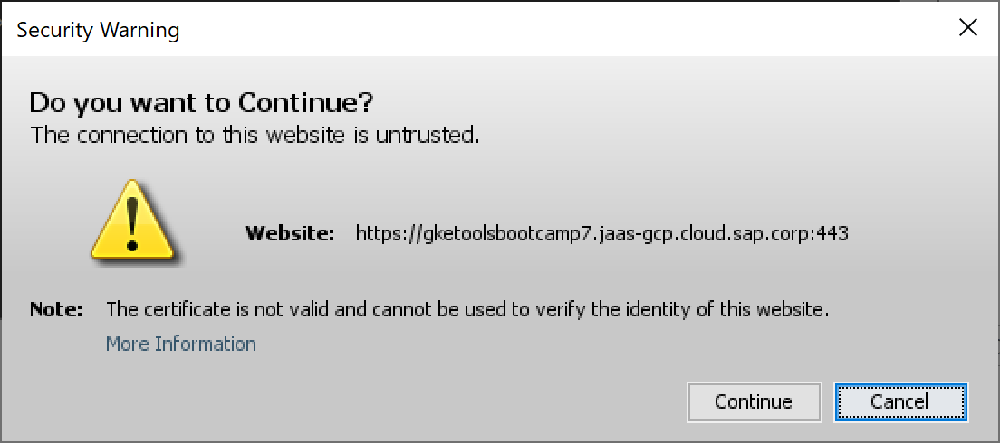 Security Warning
Do you want to Continue?
The connection to this website is untrusted.
Website: https://gketoolsbootcamp7.jaas-gcp.cloud.sap.corp:443
Note: The certificate is not valid and cannot be used to verify the identity of this website.
More Information
Continue Cancel